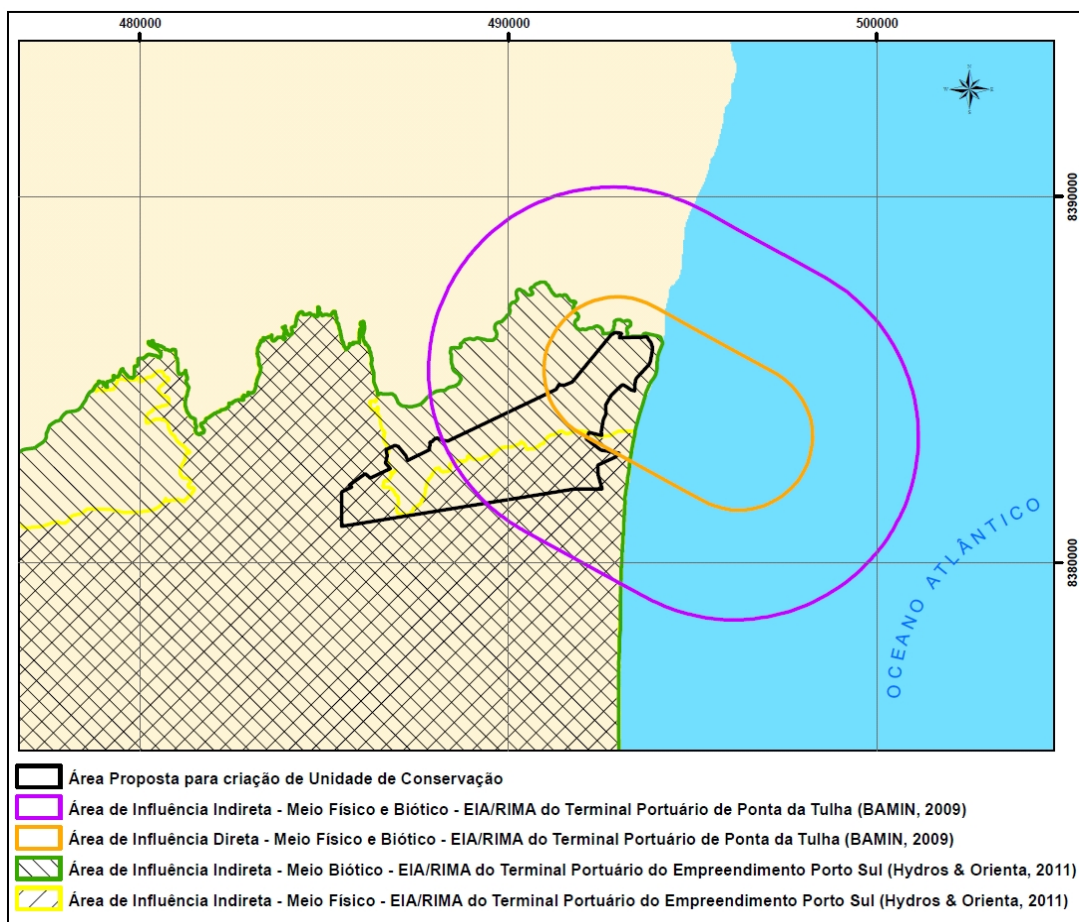 480000 490000 500000
8390000
8380000
OCEANO ATLÂNTICO
Área Proposta para criação de Unidade de Conservação
Área de Influência Indireta - Meio Físico e Biótico - EIA/RIMA do Terminal Portuário de Ponta da Tulha (BAMIN, 2009)
Área de Influência Direta - Meio Físico e Biótico - EIA/RIMA do Terminal Portuário de Ponta da Tulha (BAMIN, 2009)
Área de Influência Indireta - Meio Biótico - EIA/RIMA do Terminal Portuário do Empreendimento Porto Sul (Hydros & Orienta, 2011)
Área de Influência Indireta - Meio Físico - EIA/RIMA do Terminal Portuário do Empreendimento Porto Sul (Hydros & Orienta, 2011)